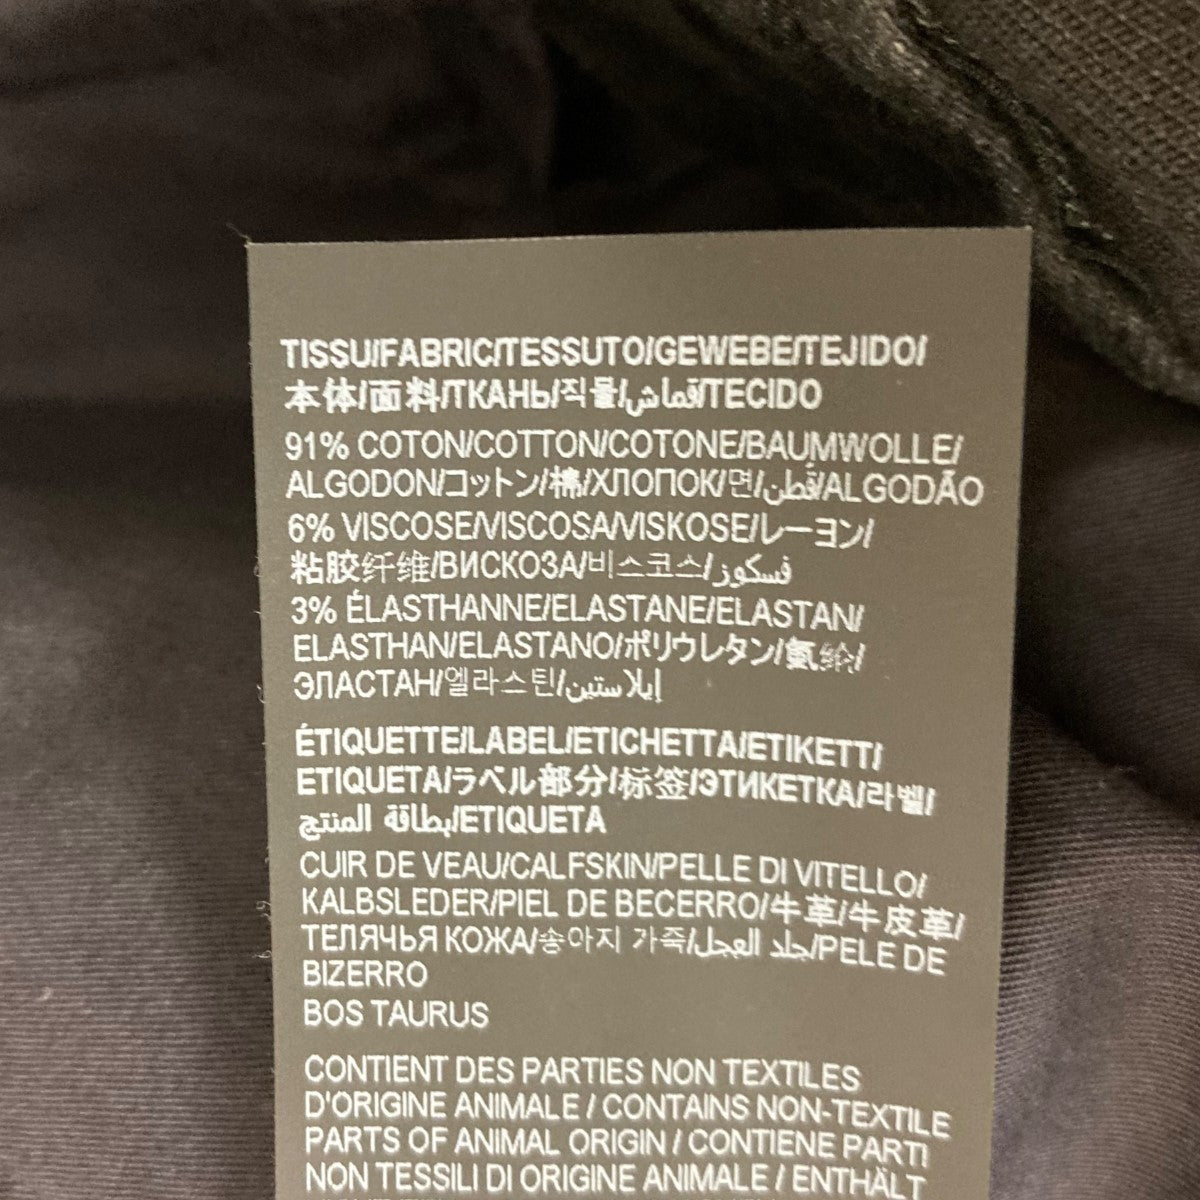 TISSU/FABRIC/TESSUTO/GEWEBE/TEJIDO/
本体/面料/ТКАНЬ/직물/قماش/TECIDO
91% COTON/COTTON/COTONE/BAUMWOLLE/
ALGODON/コットン/棉/ХЛОПОК/면/قطن/ALGODÃO
6% VISCOSE/VISCOSA/VISKOSE/レーヨン/
粘胶纤维/ВИСКОЗА/비스코스/فسكوز
3% ÉLASTHANNE/ELASTANE/ELASTAN/
ELASTHAN/ELASTANO/ポリウレタン/氨纶/
ЭЛАСТАН/엘라스틴/إيلاستين
ÉTIQUETTE/LABEL/ETICHETTA/ETIKETT/
ETIQUETA/ラベル部分/标签/ЭТИКЕТКА/라벨/
بطاقة المنتج/ETIQUETA
CUIR DE VEAU/CALFSKIN/PELLE DI VITELLO/
KALBSLEDER/PIEL DE BECERRO/牛革/牛皮革/
ТЕЛЯЧЬЯ КОЖА/송아지 가죽/جلد العجل/PELE DE
BIZERRO
BOS TAURUS
CONTIENT DES PARTIES NON TEXTILES
D'ORIGINE ANIMALE / CONTAINS NON-TEXTILE
PARTS OF ANIMAL ORIGIN / CONTIENE PARTI
NON TESSILI DI ORIGINE ANIMALE / ENTHÄLT